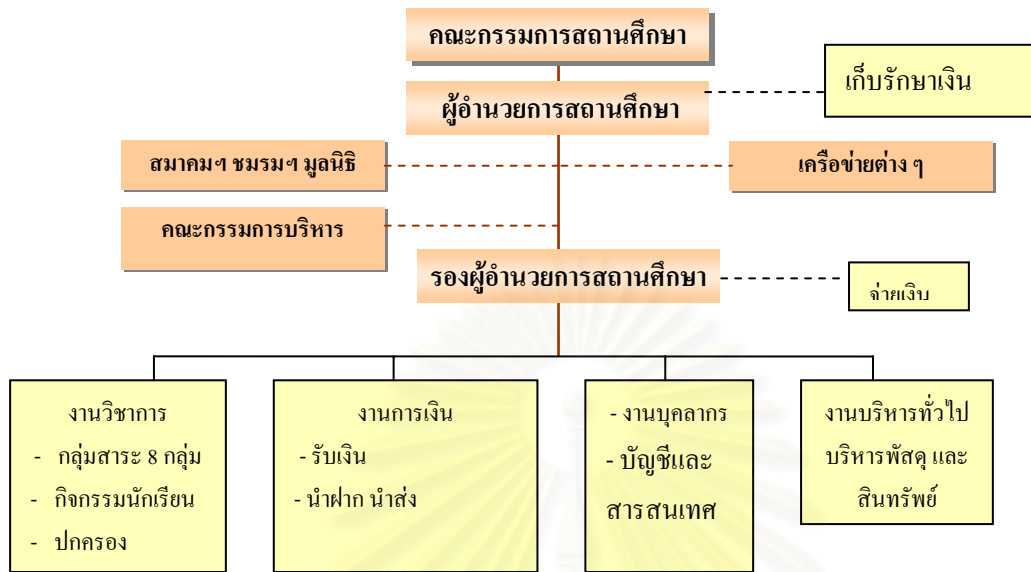 คณะกรรมการสถานศึกษา
เก็บรักษาเงิน
ผู้อำนวยการสถานศึกษา
สมาคมฯ ชมรมฯ มูลนิธิ
เครือข่ายต่าง ๆ
คณะกรรมการบริหาร
รองผู้อำนวยการสถานศึกษา
จ่ายเงิบ
งานวิชาการ
- กลุ่มสาระ 8 กลุ่ม
- กิจกรรมนักเรียน
- ปกครอง
งานการเงิน
- รับเงิน
- นำฝาก นำส่ง
- งานบุคลากร
- บัญชีและ
สารสนเทศ
งานบริหารทั่วไป
บริหารพัสดุ และ
สินทรัพย์